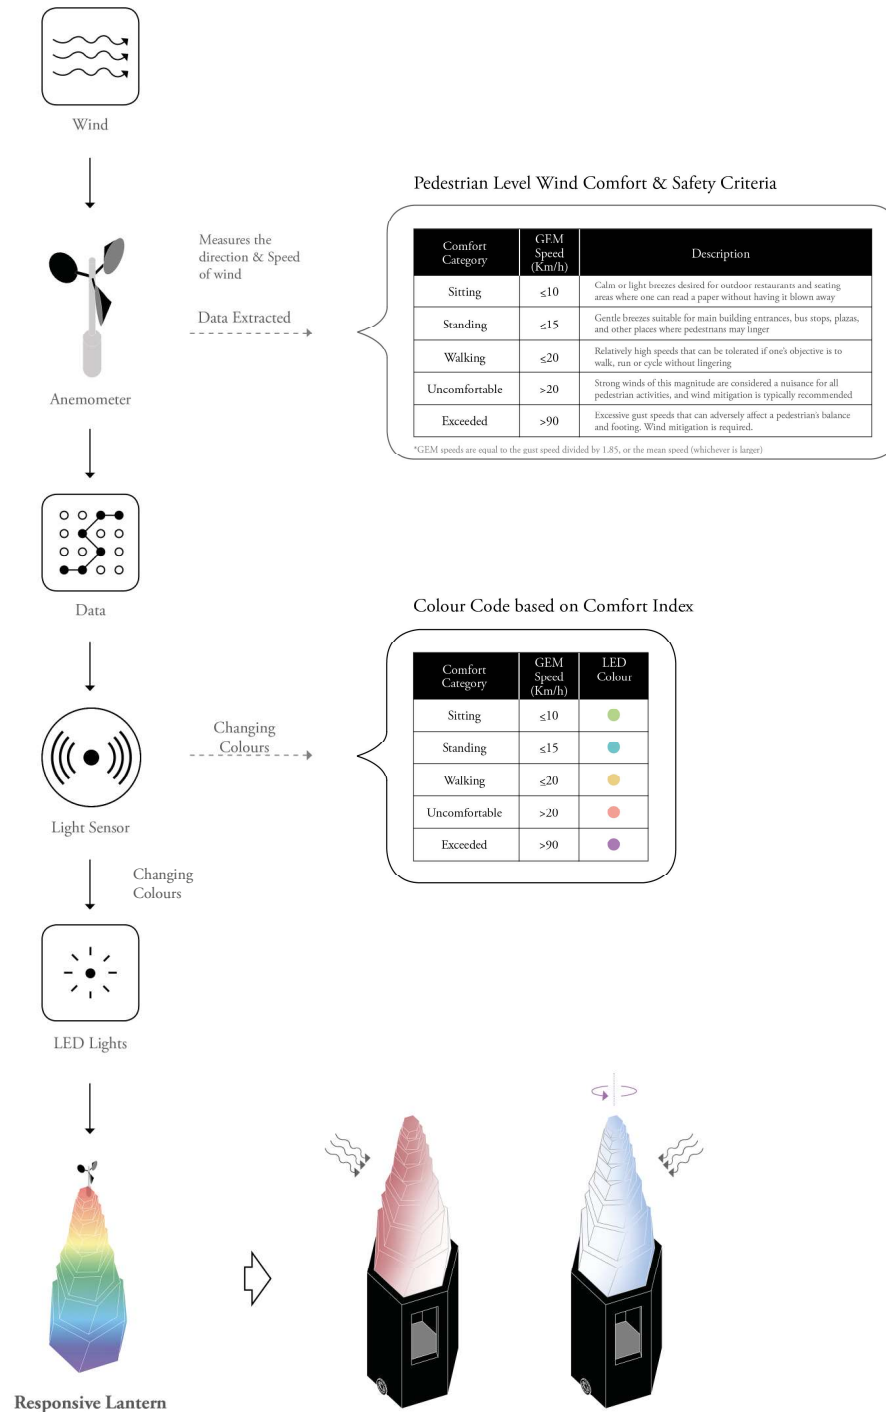 Wind
Pedestrian Level Wind Comfort & Safety Criteria
Measures the
direction & Speed
of wind
Data Extracted
Anemometer
Comfort
Category
GEM
Speed
(Km/h)
Description
Sitting
≤10
Calm or light breezes desired for outdoor restaurants and seating
areas where one can read a paper without having it blown away
Standing
≤15
Gentle breezes suitable for main building entrances, bus stops, plazas,
and other places where pedestrians may linger
Walking
≤20
Relatively high speeds that can be tolerated if one's objective is to
walk, run or cycle without lingering
Uncomfortable
>20
Strong winds of this magnitude are considered a nuisance for all
pedestrian activities, and wind mitigation is typically recommended
Exceeded
>90
Excessive gust speeds that can adversely affect a pedestrian's balance
and footing. Wind mitigation is required.
*GEM speeds are equal to the gust speed divided by 1.85, or the mean speed (whichever is larger)
Data
Colour Code based on Comfort Index
Changing
Colours
Light Sensor
Comfort
Category
GEM
Speed
(Km/h)
LED
Colour
Sitting
≤10
Standing
≤15
Walking
≤20
Uncomfortable
>20
Exceeded
>90
Changing
Colours
LED Lights
Responsive Lantern